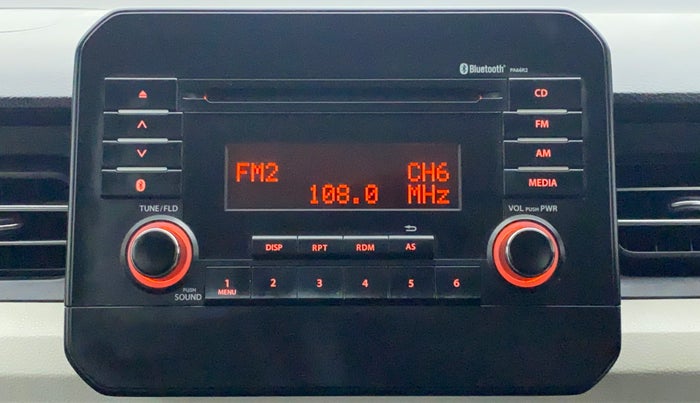 Bluetooth® PA66R2
CD
FM
FM2 CH6
AM
108.0 MHz
MEDIA
TUNE/FLD
VOL PUSH PWR
DISP RPT RDM AS
PUSH SOUND
1 2 3 4 5 6
MENU